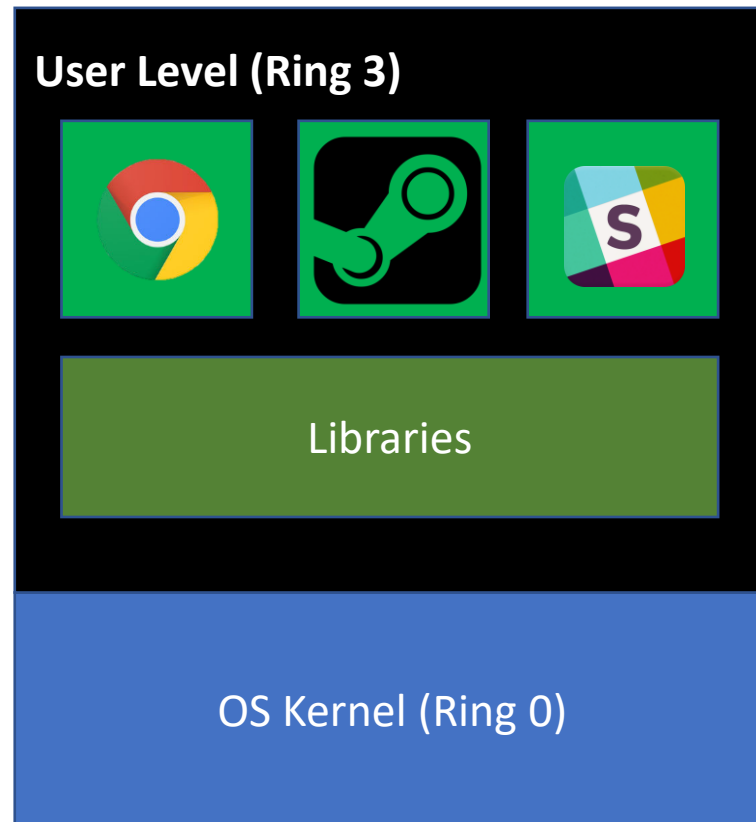 User Level (Ring 3)
S
Libraries
OS Kernel (Ring 0)